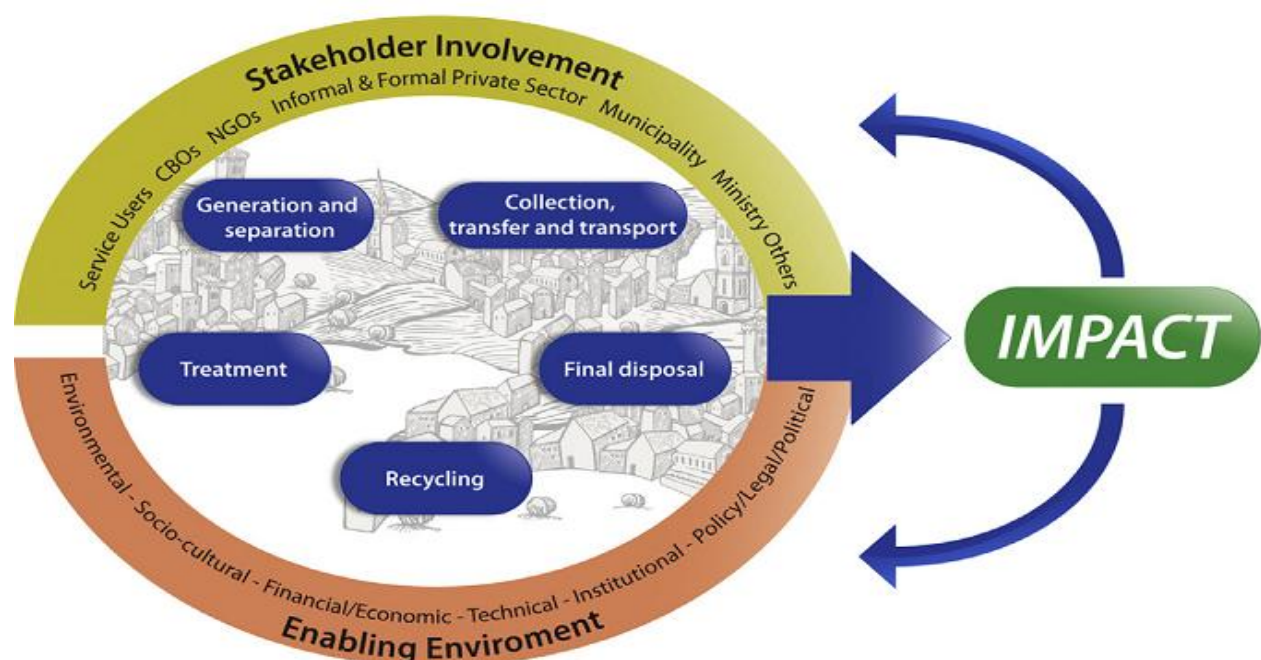 Stakeholder Involvement
Service Users CBOs NGOs Informal & Formal Private Sector Municipality Ministry Others
Generation and
separation
Collection,
transfer and transport
Treatment
Final disposal
Recycling
IMPACT
Environmental - Socio-cultural - Financial/Economic - Technical - Institutional - Policy/Legal/Political
Enabling Enviroment